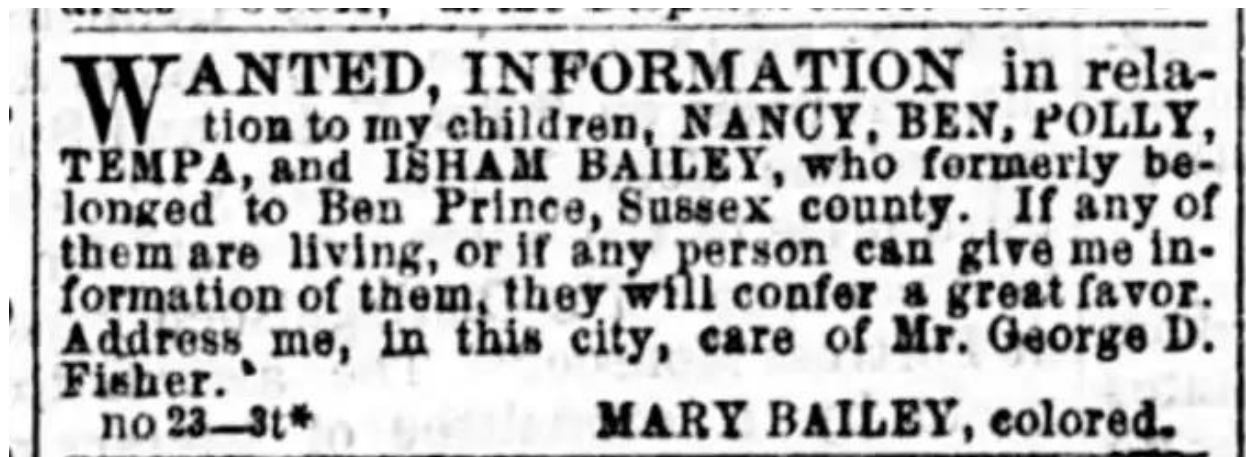 WANTED, INFORMATION in rela-
tion to my children, NANCY, BEN, POLLY,
TEMPA, and ISHAM BAILEY, who formerly be-
longed to Ben Prince, Sussex county. If any of
them are living, or if any person can give me in-
formation of them, they will confer a great favor.
Address me, in this city, care of Mr. George D.
Fisher.
no 23—3t*
MARY BAILEY, colored.